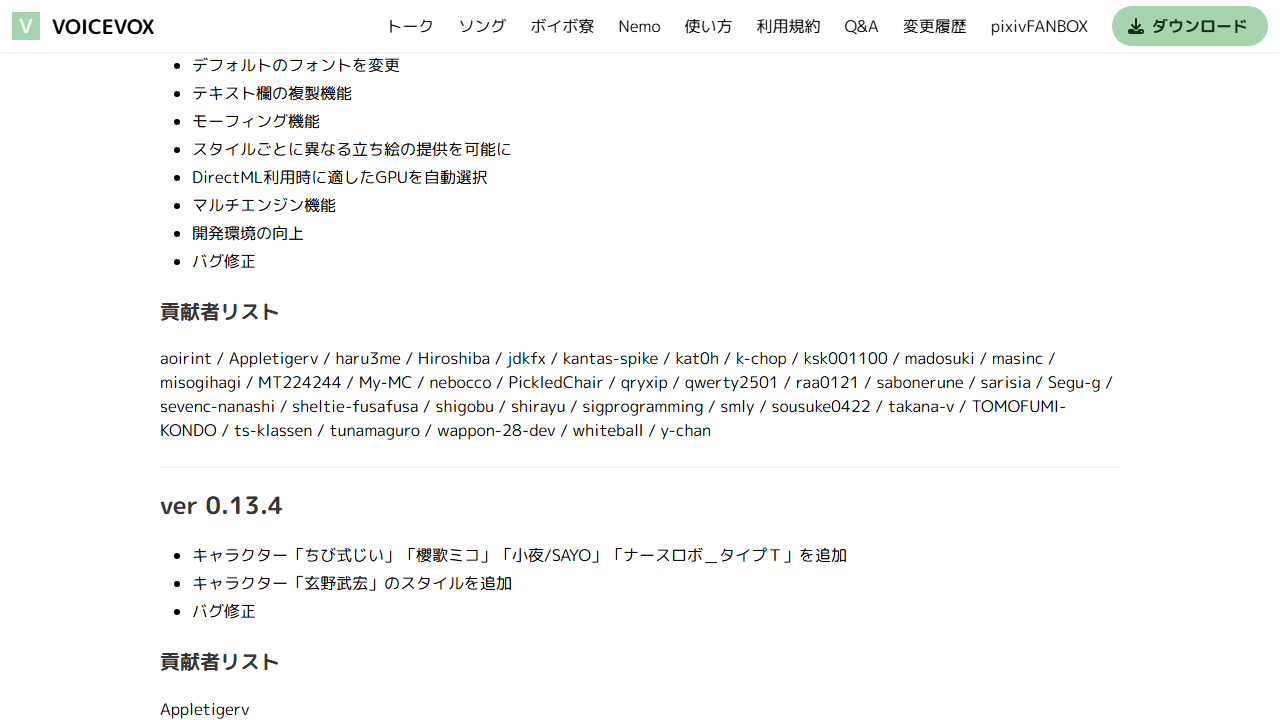 V VOICEVOX トーク ソング ボイボ寮 Nemo 使い方 利用規約 Q&A 変更履歴 pixivFANBOX ダウンロード
デフォルトのフォントを変更
テキスト欄の複製機能
モーフィング機能
スタイルごとに異なる立ち絵の提供を可能に
DirectML利用時に適したGPUを自動選択
マルチエンジン機能
開発環境の向上
バグ修正
貢献者リスト
aoirint / Appletigerv / haru3me / Hiroshiba / jdkfx / kantas-spike / kat0h / k-chop / ksk001100 / madosuki / masinc /
misogihagi / MT224244 / My-MC / nebocco / PickledChair / qryxip / qwerty2501 / raa0121 / sabonerune / sarisia / Segu-g /
sevenc-nanashi / sheltie-fusafusa / shigobu / shirayu / sigprogramming / smly / sousuke0422 / takana-v / TOMOFUMI-
KONDO / ts-klassen / tunamaguro / wappon-28-dev / whiteball / y-chan
ver 0.13.4
キャラクター「ちび式じい」「櫻歌ミコ」「小夜/SAYO」「ナースロボ＿タイプＴ」を追加
キャラクター「玄野武宏」のスタイルを追加
バグ修正
貢献者リスト
Appletigerv